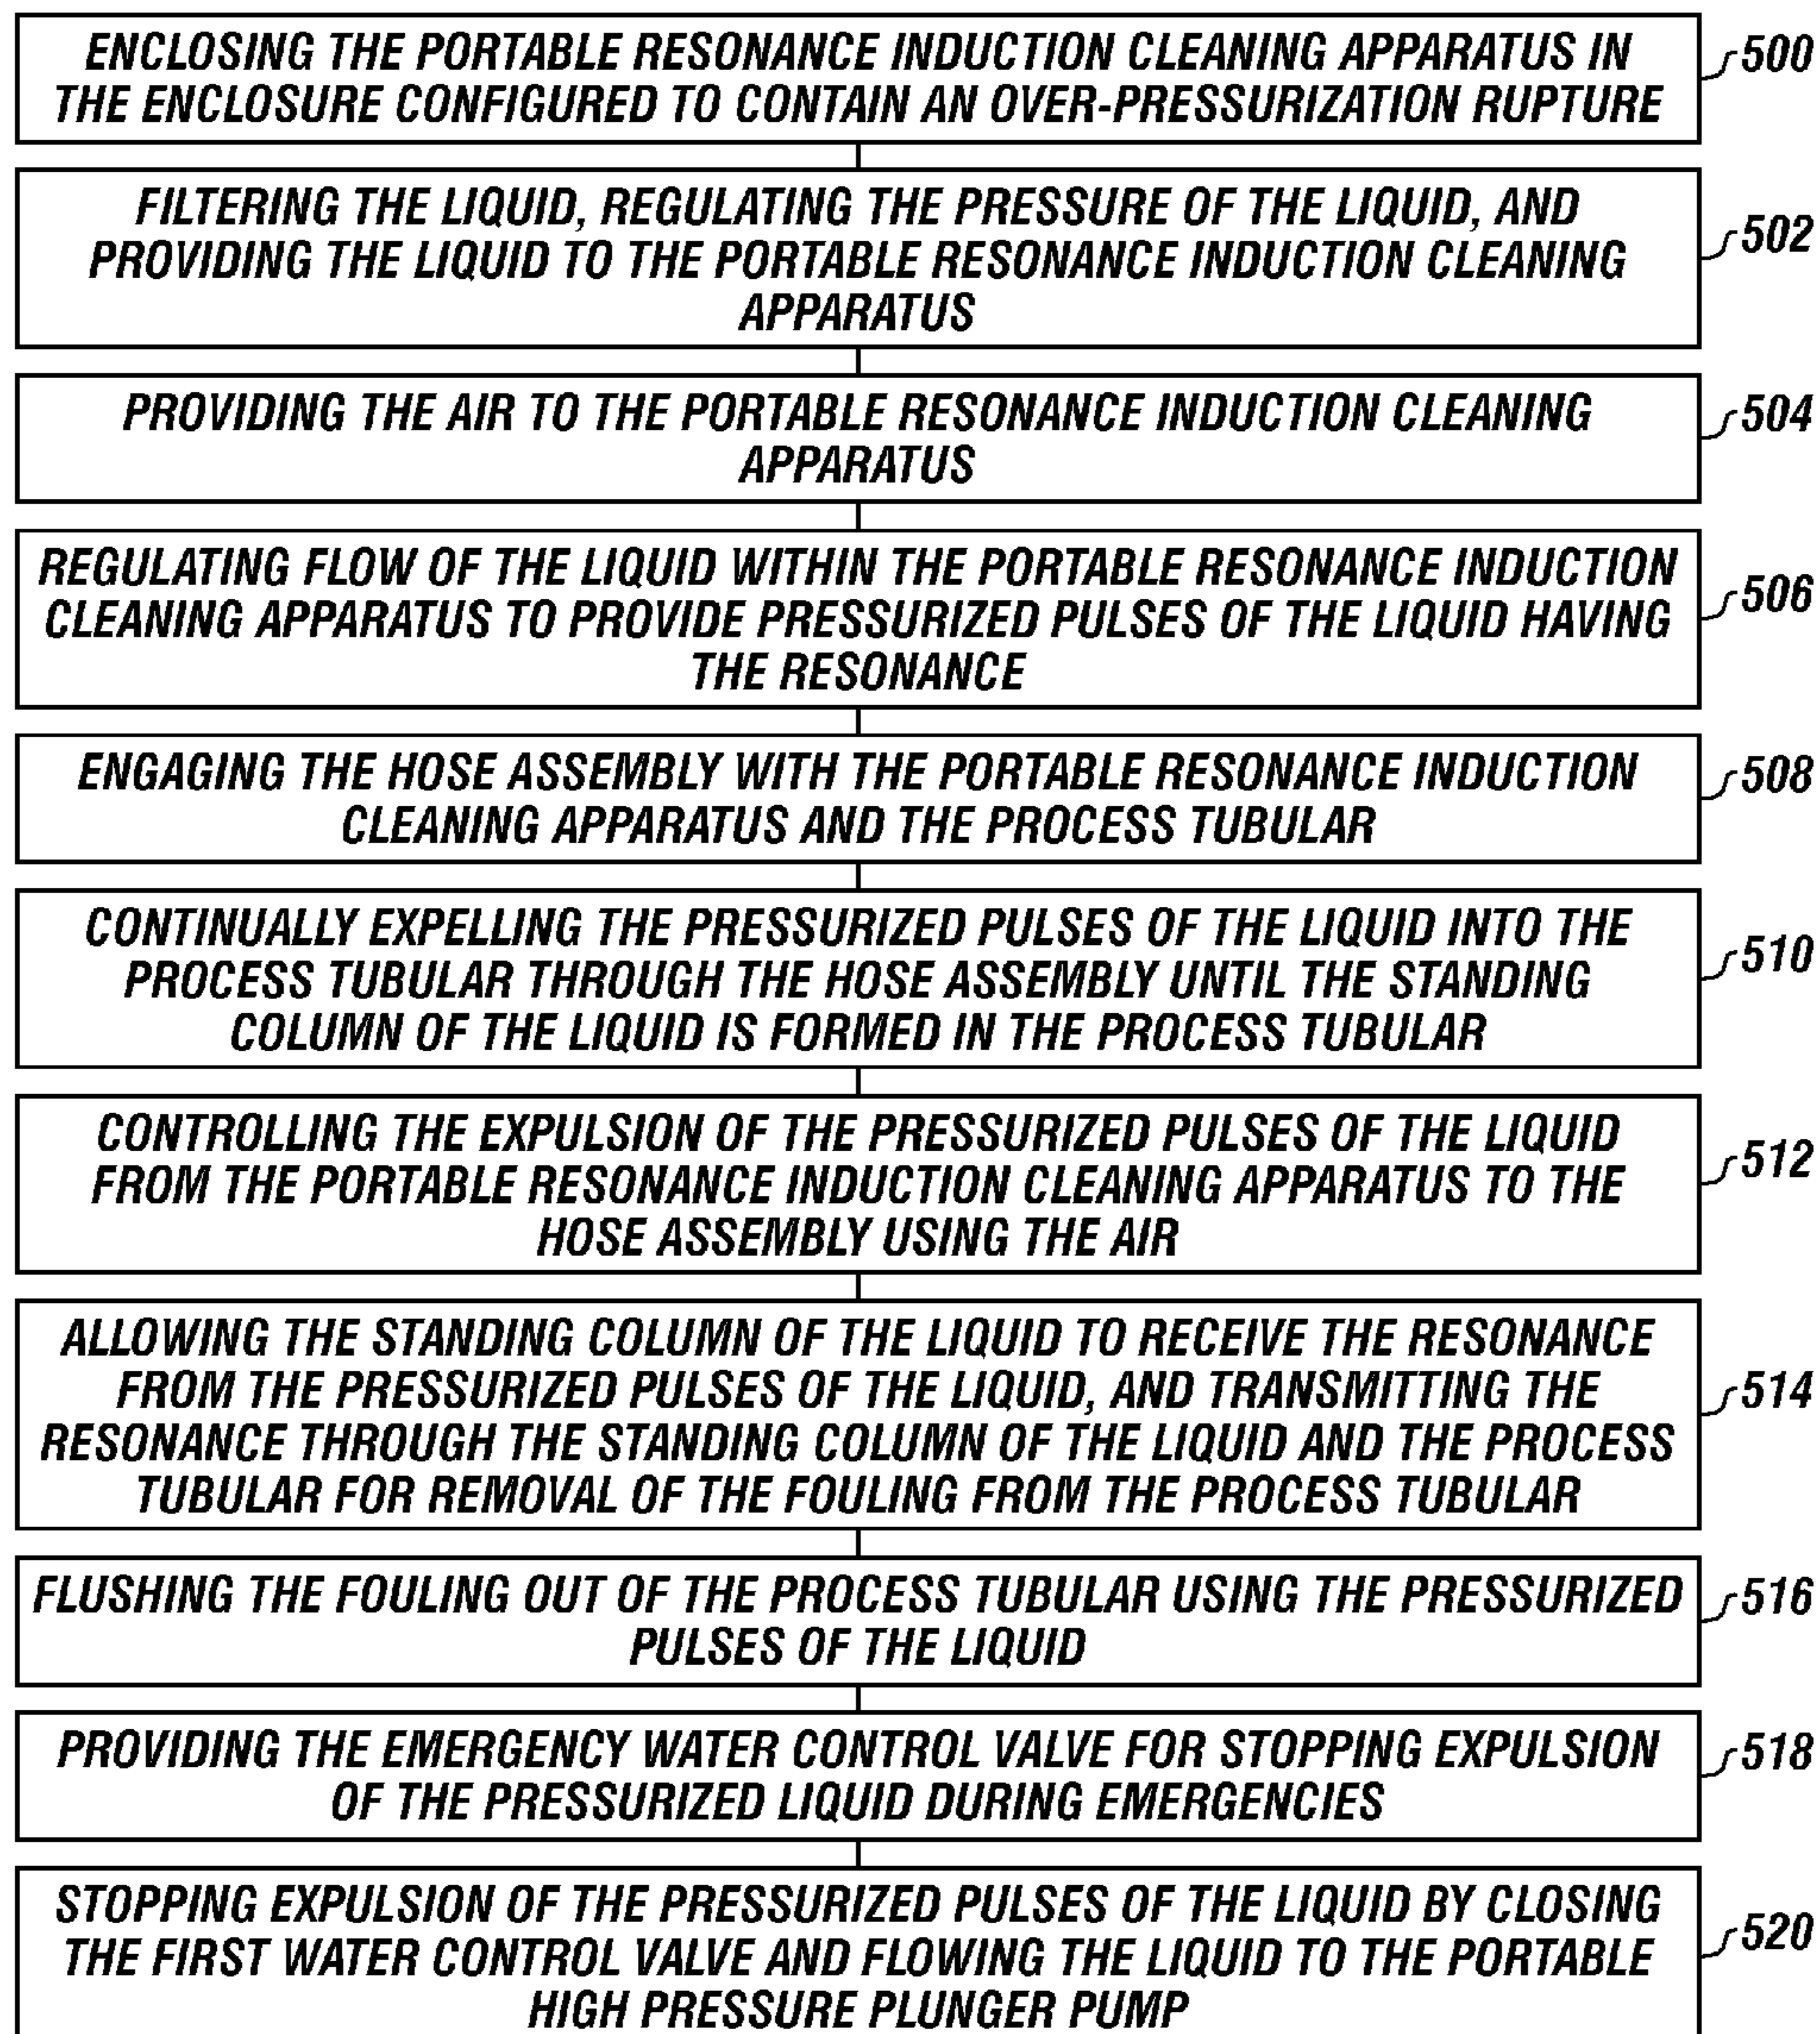 ENCLOSING THE PORTABLE RESONANCE INDUCTION CLEANING APPARATUS IN
THE ENCLOSURE CONFIGURED TO CONTAIN AN OVER-PRESSURIZATION RUPTURE
500
FILTERING THE LIQUID, REGULATING THE PRESSURE OF THE LIQUID, AND
PROVIDING THE LIQUID TO THE PORTABLE RESONANCE INDUCTION CLEANING
APPARATUS
502
PROVIDING THE AIR TO THE PORTABLE RESONANCE INDUCTION CLEANING
APPARATUS
504
REGULATING FLOW OF THE LIQUID WITHIN THE PORTABLE RESONANCE INDUCTION
CLEANING APPARATUS TO PROVIDE PRESSURIZED PULSES OF THE LIQUID HAVING
THE RESONANCE
506
ENGAGING THE HOSE ASSEMBLY WITH THE PORTABLE RESONANCE INDUCTION
CLEANING APPARATUS AND THE PROCESS TUBULAR
508
CONTINUALLY EXPELLING THE PRESSURIZED PULSES OF THE LIQUID INTO THE
PROCESS TUBULAR THROUGH THE HOSE ASSEMBLY UNTIL THE STANDING
COLUMN OF THE LIQUID IS FORMED IN THE PROCESS TUBULAR
510
CONTROLLING THE EXPULSION OF THE PRESSURIZED PULSES OF THE LIQUID
FROM THE PORTABLE RESONANCE INDUCTION CLEANING APPARATUS TO THE
HOSE ASSEMBLY USING THE AIR
512
ALLOWING THE STANDING COLUMN OF THE LIQUID TO RECEIVE THE RESONANCE
FROM THE PRESSURIZED PULSES OF THE LIQUID, AND TRANSMITTING THE
RESONANCE THROUGH THE STANDING COLUMN OF THE LIQUID AND THE PROCESS
TUBULAR FOR REMOVAL OF THE FOULING FROM THE PROCESS TUBULAR
514
FLUSHING THE FOULING OUT OF THE PROCESS TUBULAR USING THE PRESSURIZED
PULSES OF THE LIQUID
516
PROVIDING THE EMERGENCY WATER CONTROL VALVE FOR STOPPING EXPULSION
OF THE PRESSURIZED LIQUID DURING EMERGENCIES
518
STOPPING EXPULSION OF THE PRESSURIZED PULSES OF THE LIQUID BY CLOSING
THE FIRST WATER CONTROL VALVE AND FLOWING THE LIQUID TO THE PORTABLE
HIGH PRESSURE PLUNGER PUMP
520